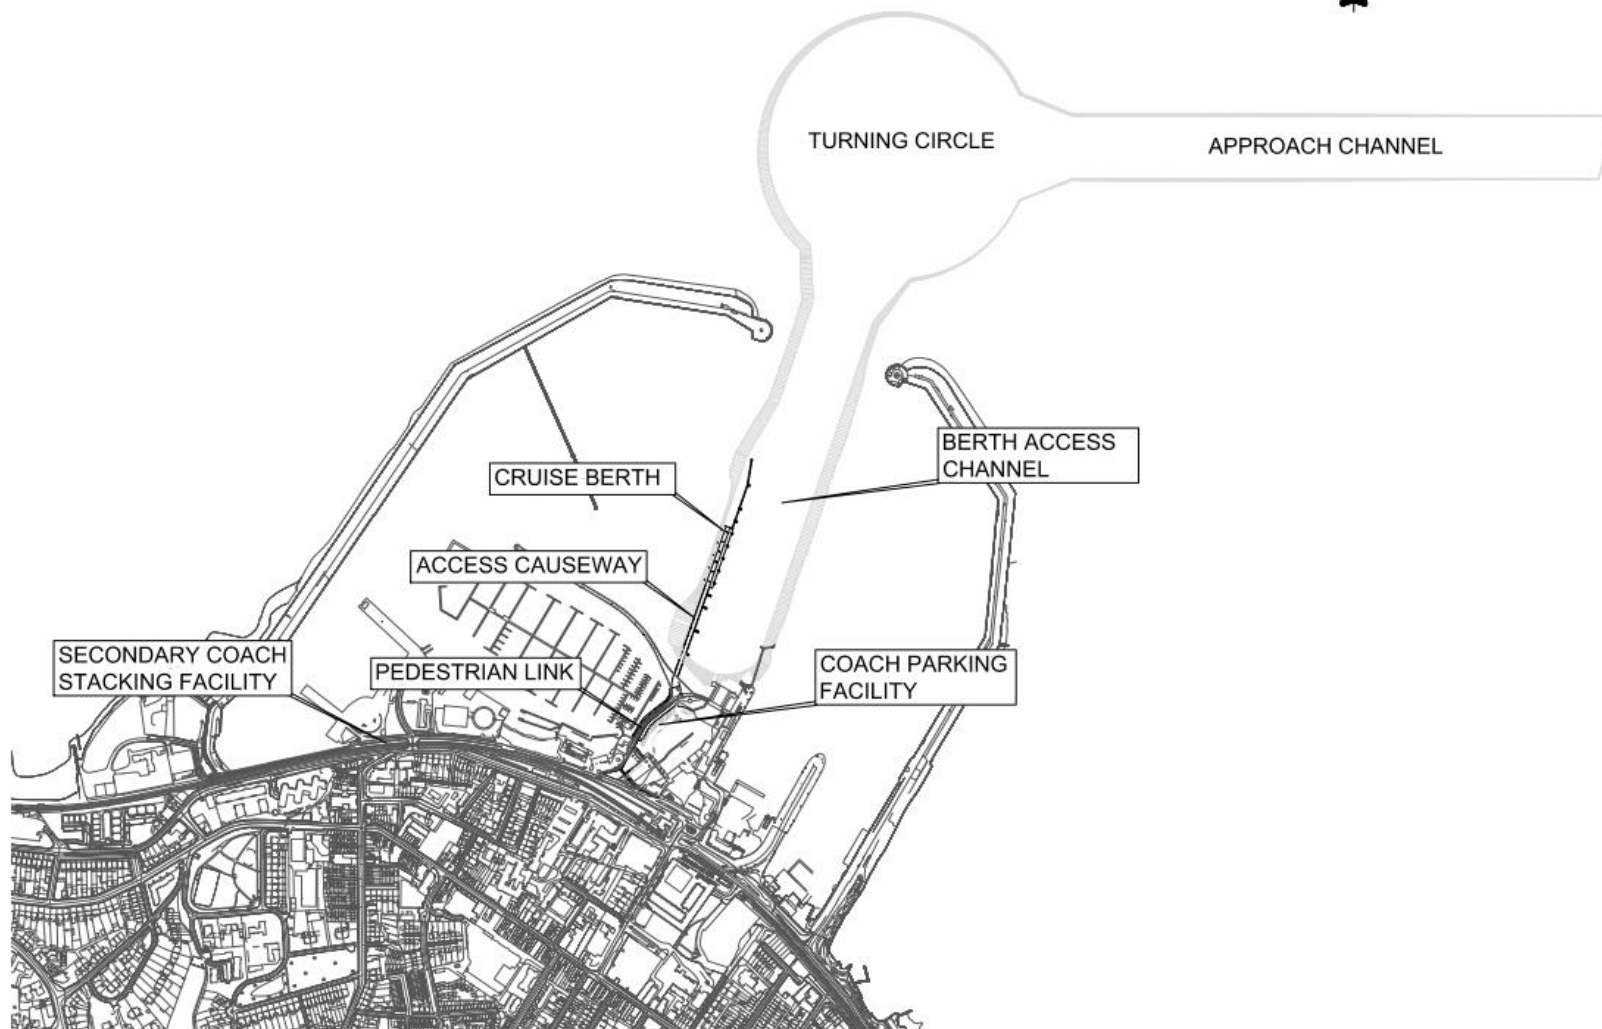 TURNING CIRCLE
APPROACH CHANNEL
BERTH ACCESS
CHANNEL
CRUISE BERTH
ACCESS CAUSEWAY
SECONDARY COACH
STACKING FACILITY
PEDESTRIAN LINK
COACH PARKING
FACILITY